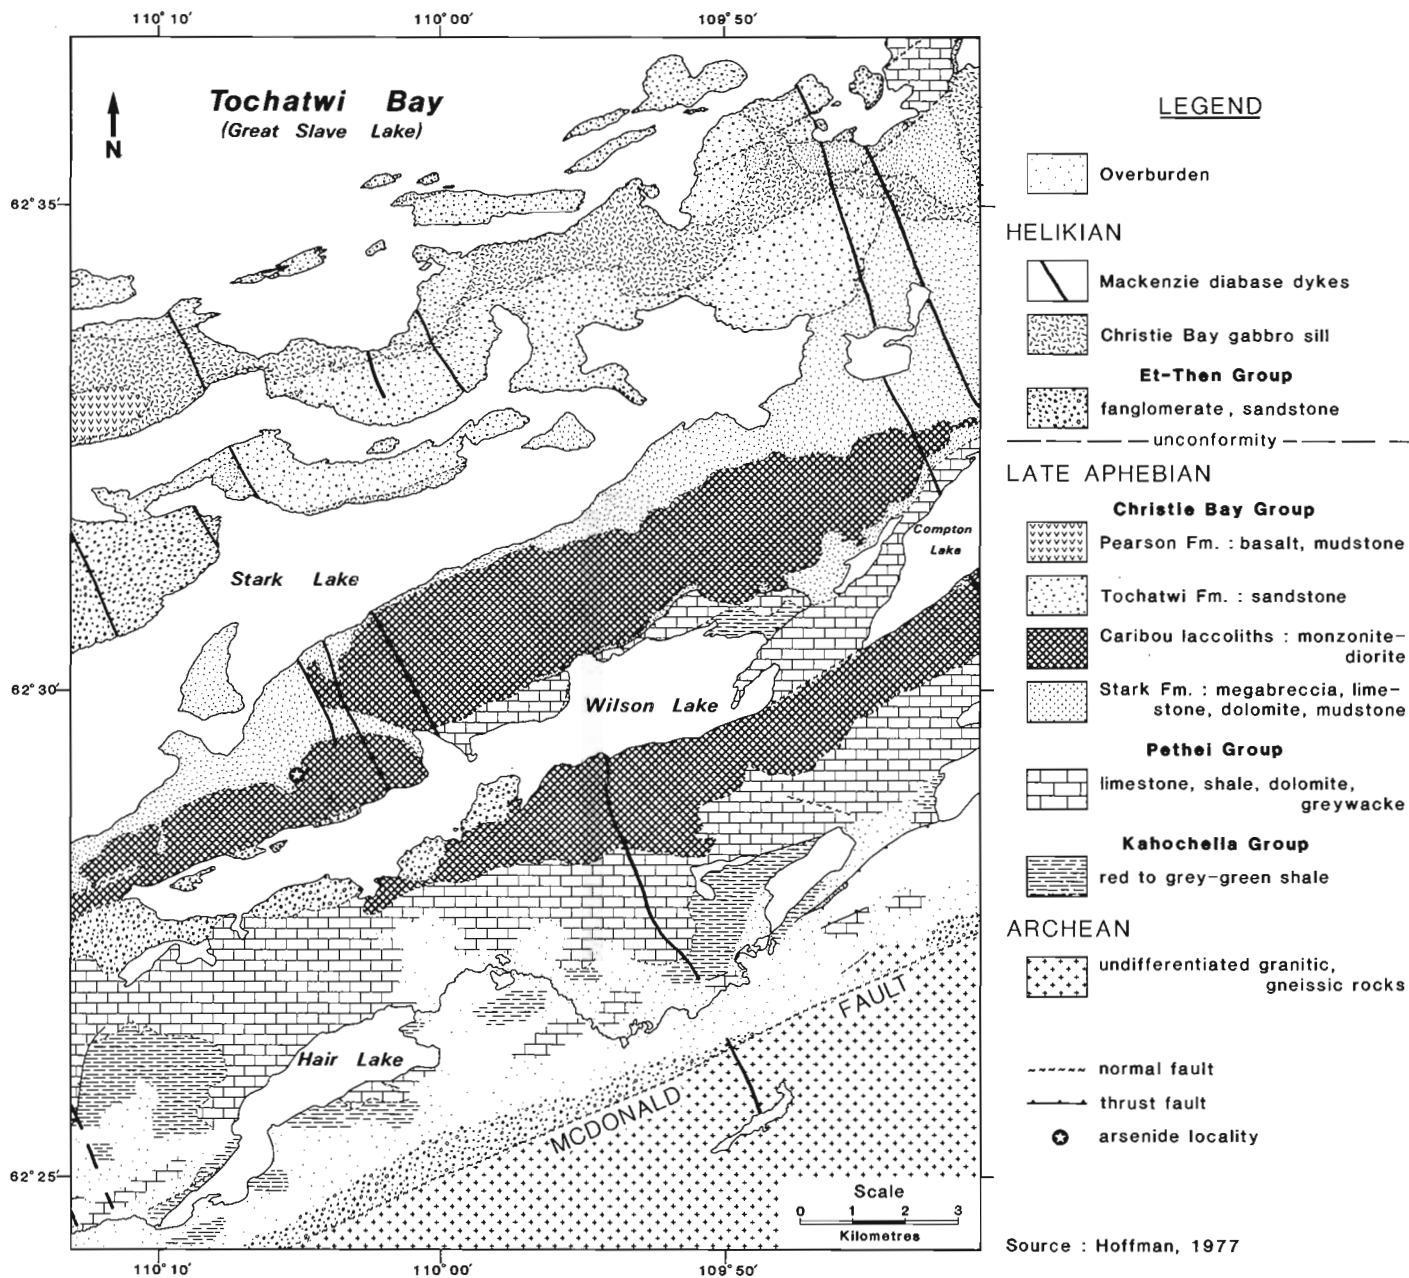 110° 10' 110° 00' 109° 50'
Tochatwi Bay
(Great Slave Lake)
N
62° 35'
Compton
Lake
Stark Lake
62° 30'
Wilson Lake
FAULT
Hair Lake
MCDONALD
62° 25'
Scale
0 1 2 3
Kilometres
110° 10' 110° 00' 109° 50'
LEGEND
Overburden
HELIKIAN
Mackenzie diabase dykes
Christie Bay gabbro sill
Et-Then Group
fanglomerate, sandstone
unconformity
LATE APHEBIAN
Christie Bay Group
Pearson Fm. : basalt, mudstone
Tochatwi Fm. : sandstone
Caribou laccoliths : monzonite-
diorite
Stark Fm. : megabreccia, lime-
stone, dolomite, mudstone
Pethei Group
limestone, shale, dolomite,
greywacke
Kahochella Group
red to grey-green shale
ARCHEAN
undifferentiated granitic,
gneissic rocks
normal fault
thrust fault
arsenide locality
Source : Hoffman, 1977